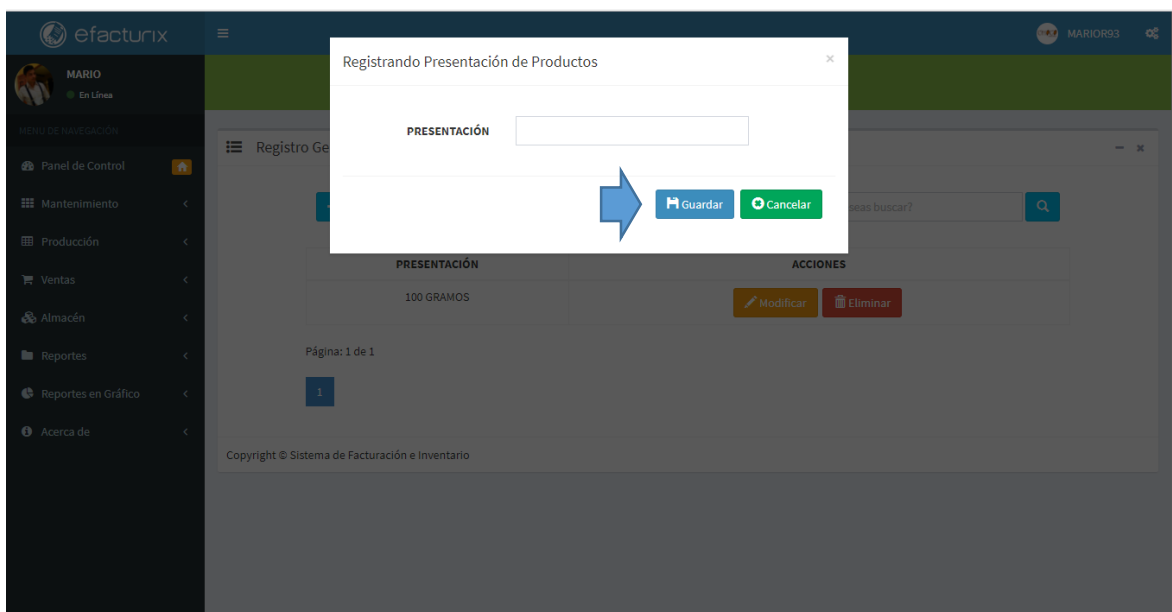 efacturix
MARIOR93
MARIO
En Línea
MENU DE NAVEGACIÓN
Panel de Control
Mantenimiento
Producción
Ventas
Almacén
Reportes
Reportes en Gráfico
Acerca de
Registrando Presentación de Productos
×
PRESENTACIÓN
Guardar
Cancelar
Registro Ge
seas buscar?
PRESENTACIÓN ACCIONES
100 GRAMOS Modificar Eliminar
Página: 1 de 1
1
Copyright © Sistema de Facturación e Inventario